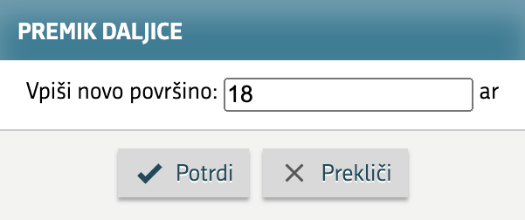 PREMIK DALJICE
Vpiši novo površino: 18 ar
Potrdi Prekliči